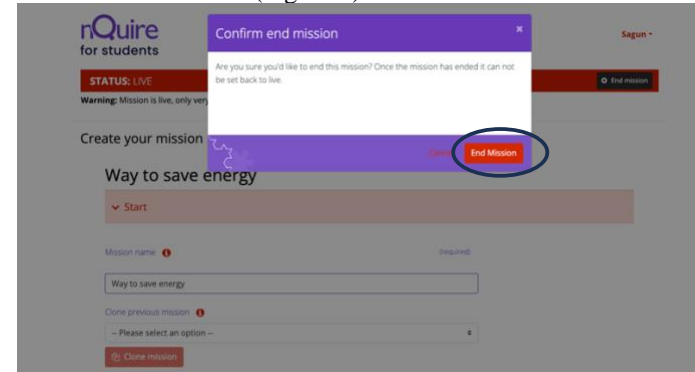 nQuire
for students
Confirm end mission
×
Sagun
Are you sure you'd like to end this mission? Once the mission has ended it can not
be set back to live.
STATUS: LIVE
End mission
Warning: Mission is live, only very
Cancel
End Mission
Create your mission
Way to save energy
Start
Mission name
(required)
Way to save energy
Clone previous mission
-- Please select an option --
Clone mission